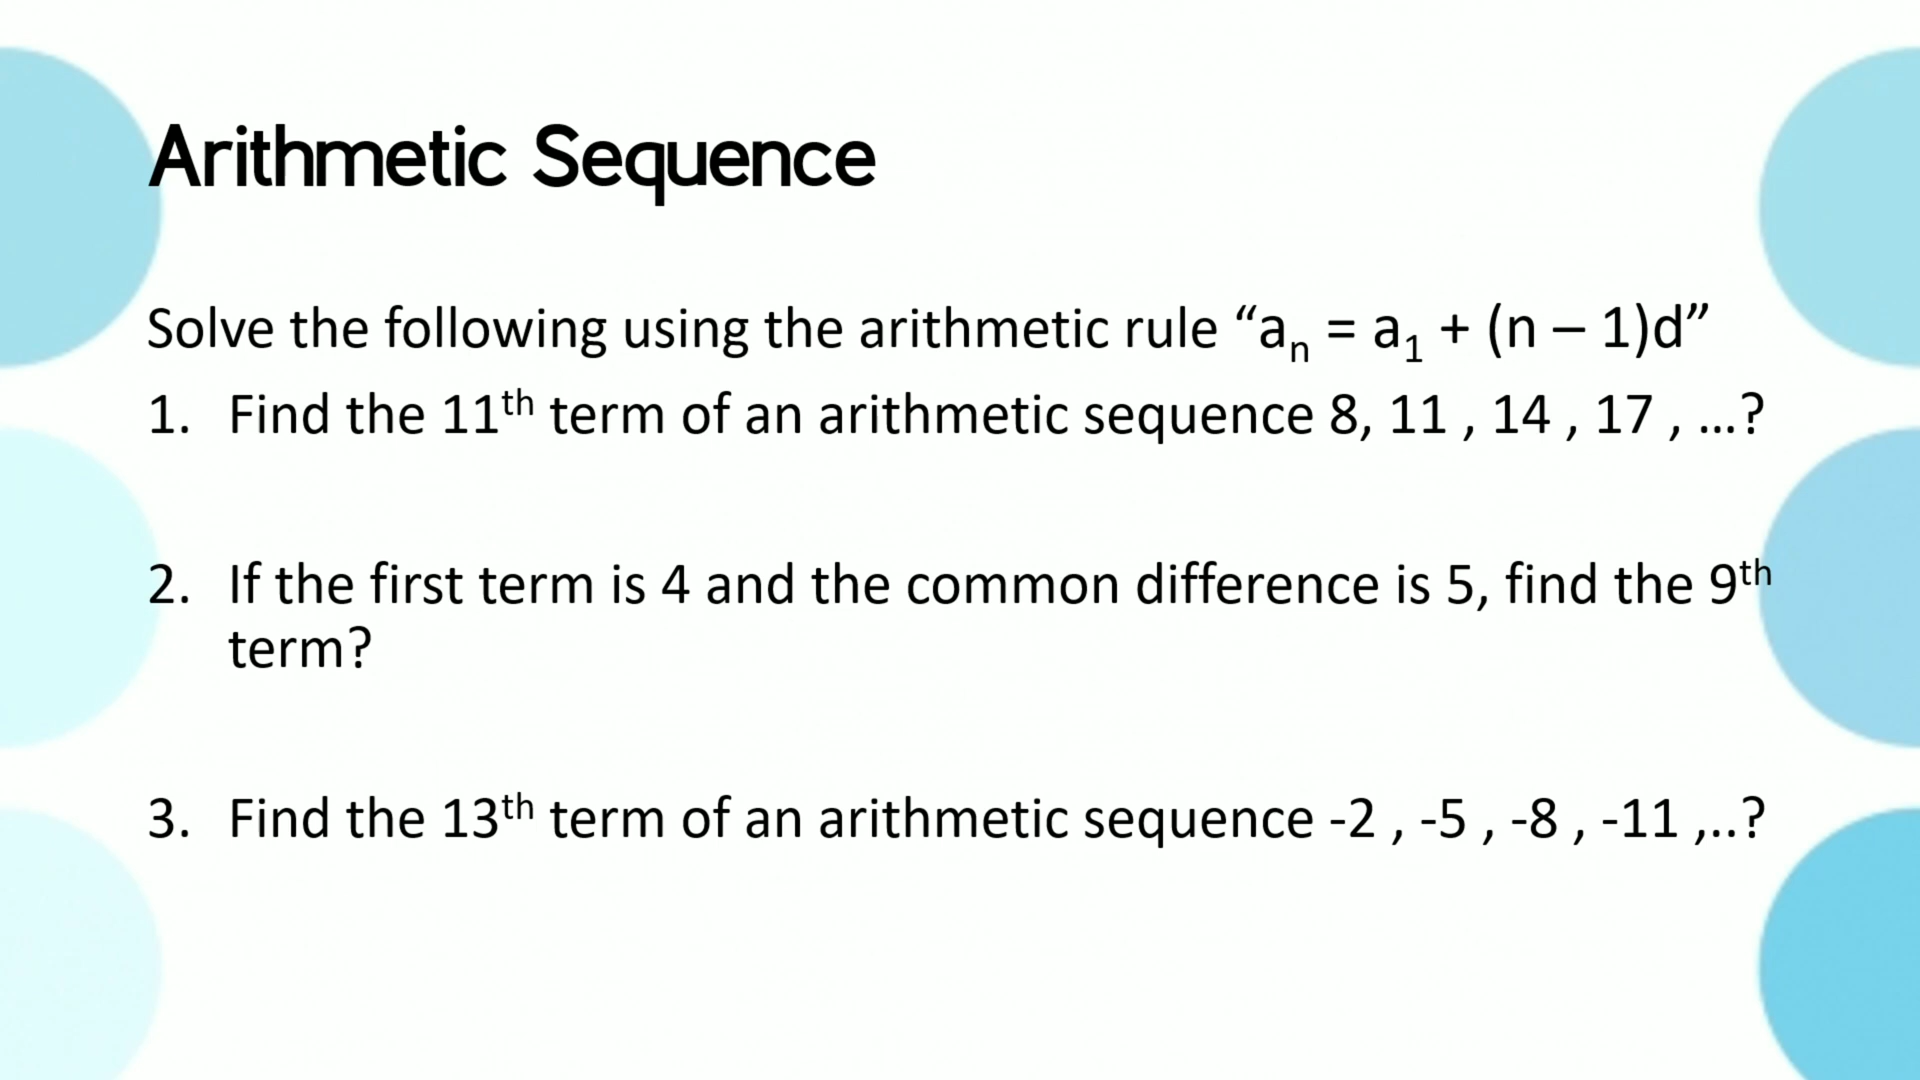 Arithmetic Sequence
Solve the following using the arithmetic rule “aₙ = a₁ + (n – 1)d”
1. Find the 11ᵗʰ term of an arithmetic sequence 8, 11 , 14 , 17 , ...?
2. If the first term is 4 and the common difference is 5, find the 9ᵗʰ
term?
3. Find the 13ᵗʰ term of an arithmetic sequence -2 , -5 , -8 , -11 ,..?